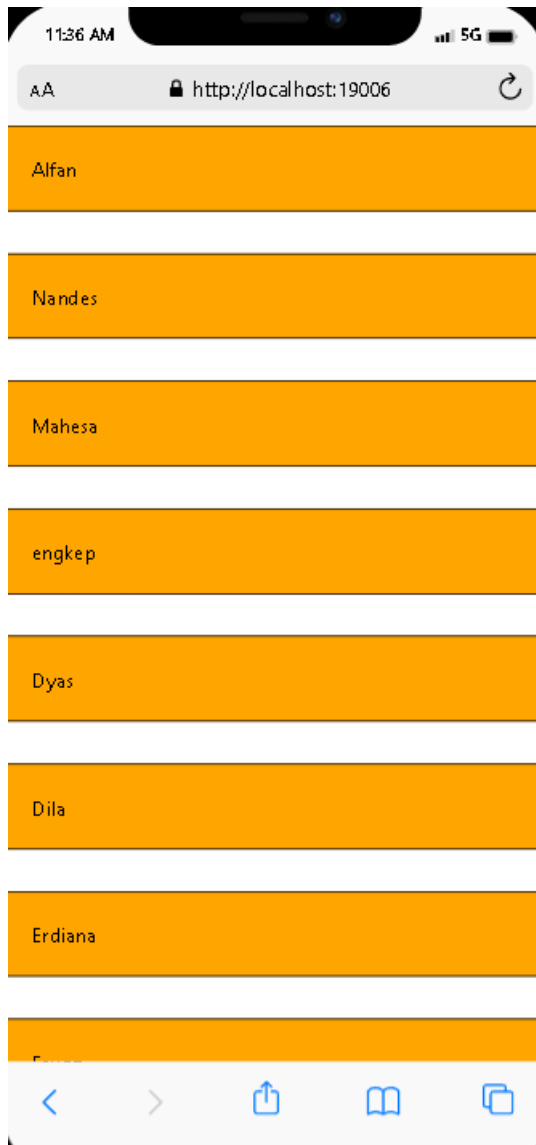 11:36 AM
5G
AA
http://localhost:19006
Alfan
Nandes
Mahesa
engkep
Dyas
Dila
Erdiana